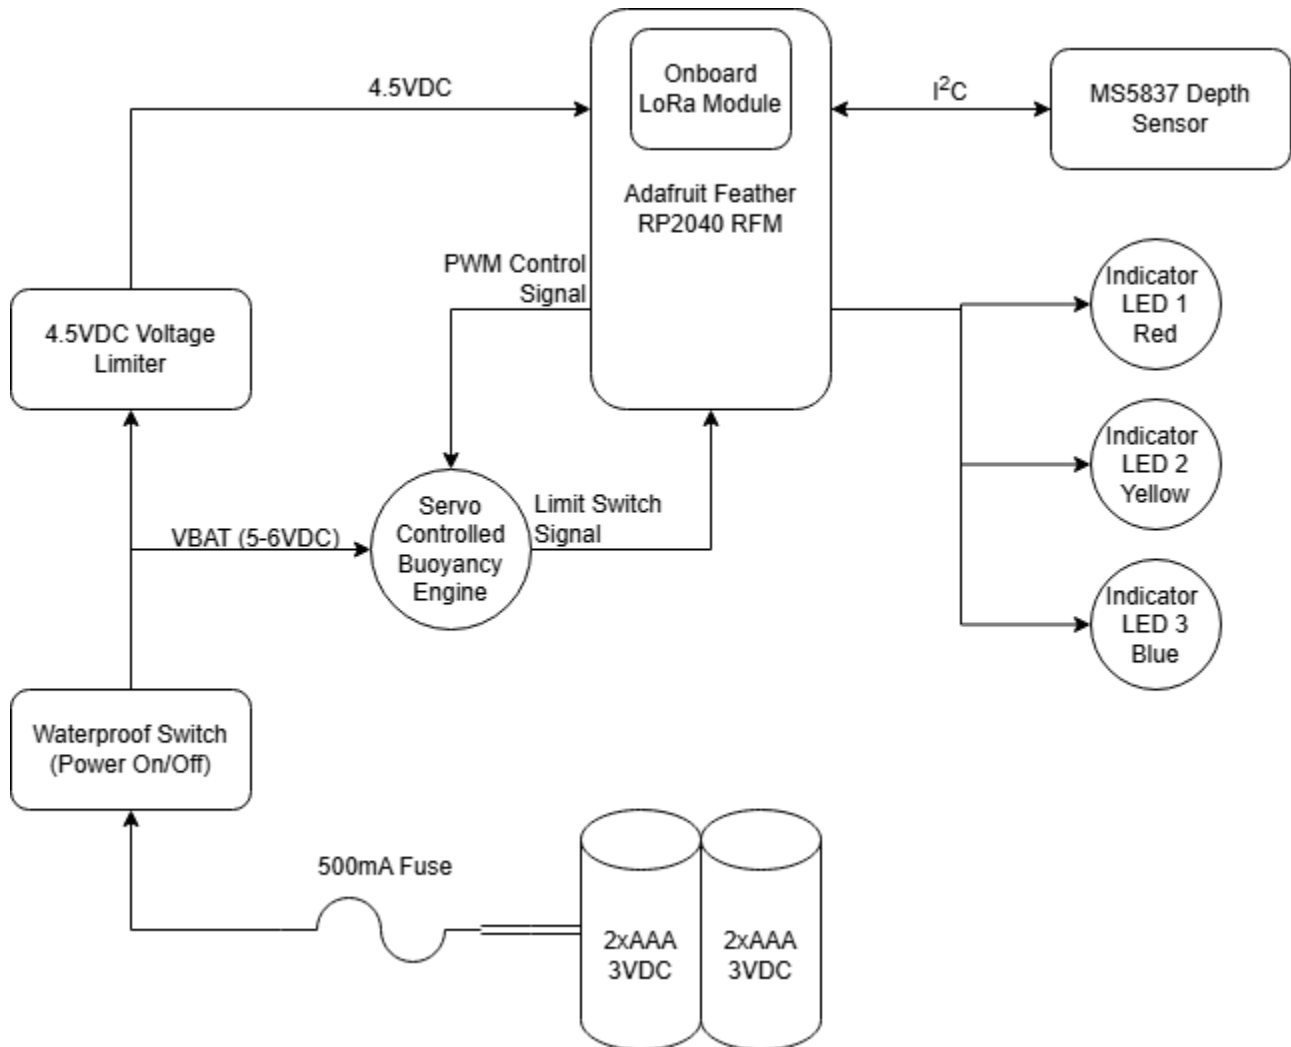 Onboard
LoRa Module
4.5VDC
I²C
MS5837 Depth
Sensor
Adafruit Feather
RP2040 RFM
PWM Control
Signal
Indicator
LED 1
Red
4.5VDC Voltage
Limiter
Indicator
LED 2
Yellow
Servo
Controlled
Buoyancy
Engine
Limit Switch
Signal
VBAT (5-6VDC)
Indicator
LED 3
Blue
Waterproof Switch
(Power On/Off)
500mA Fuse
2xAAA
3VDC
2xAAA
3VDC